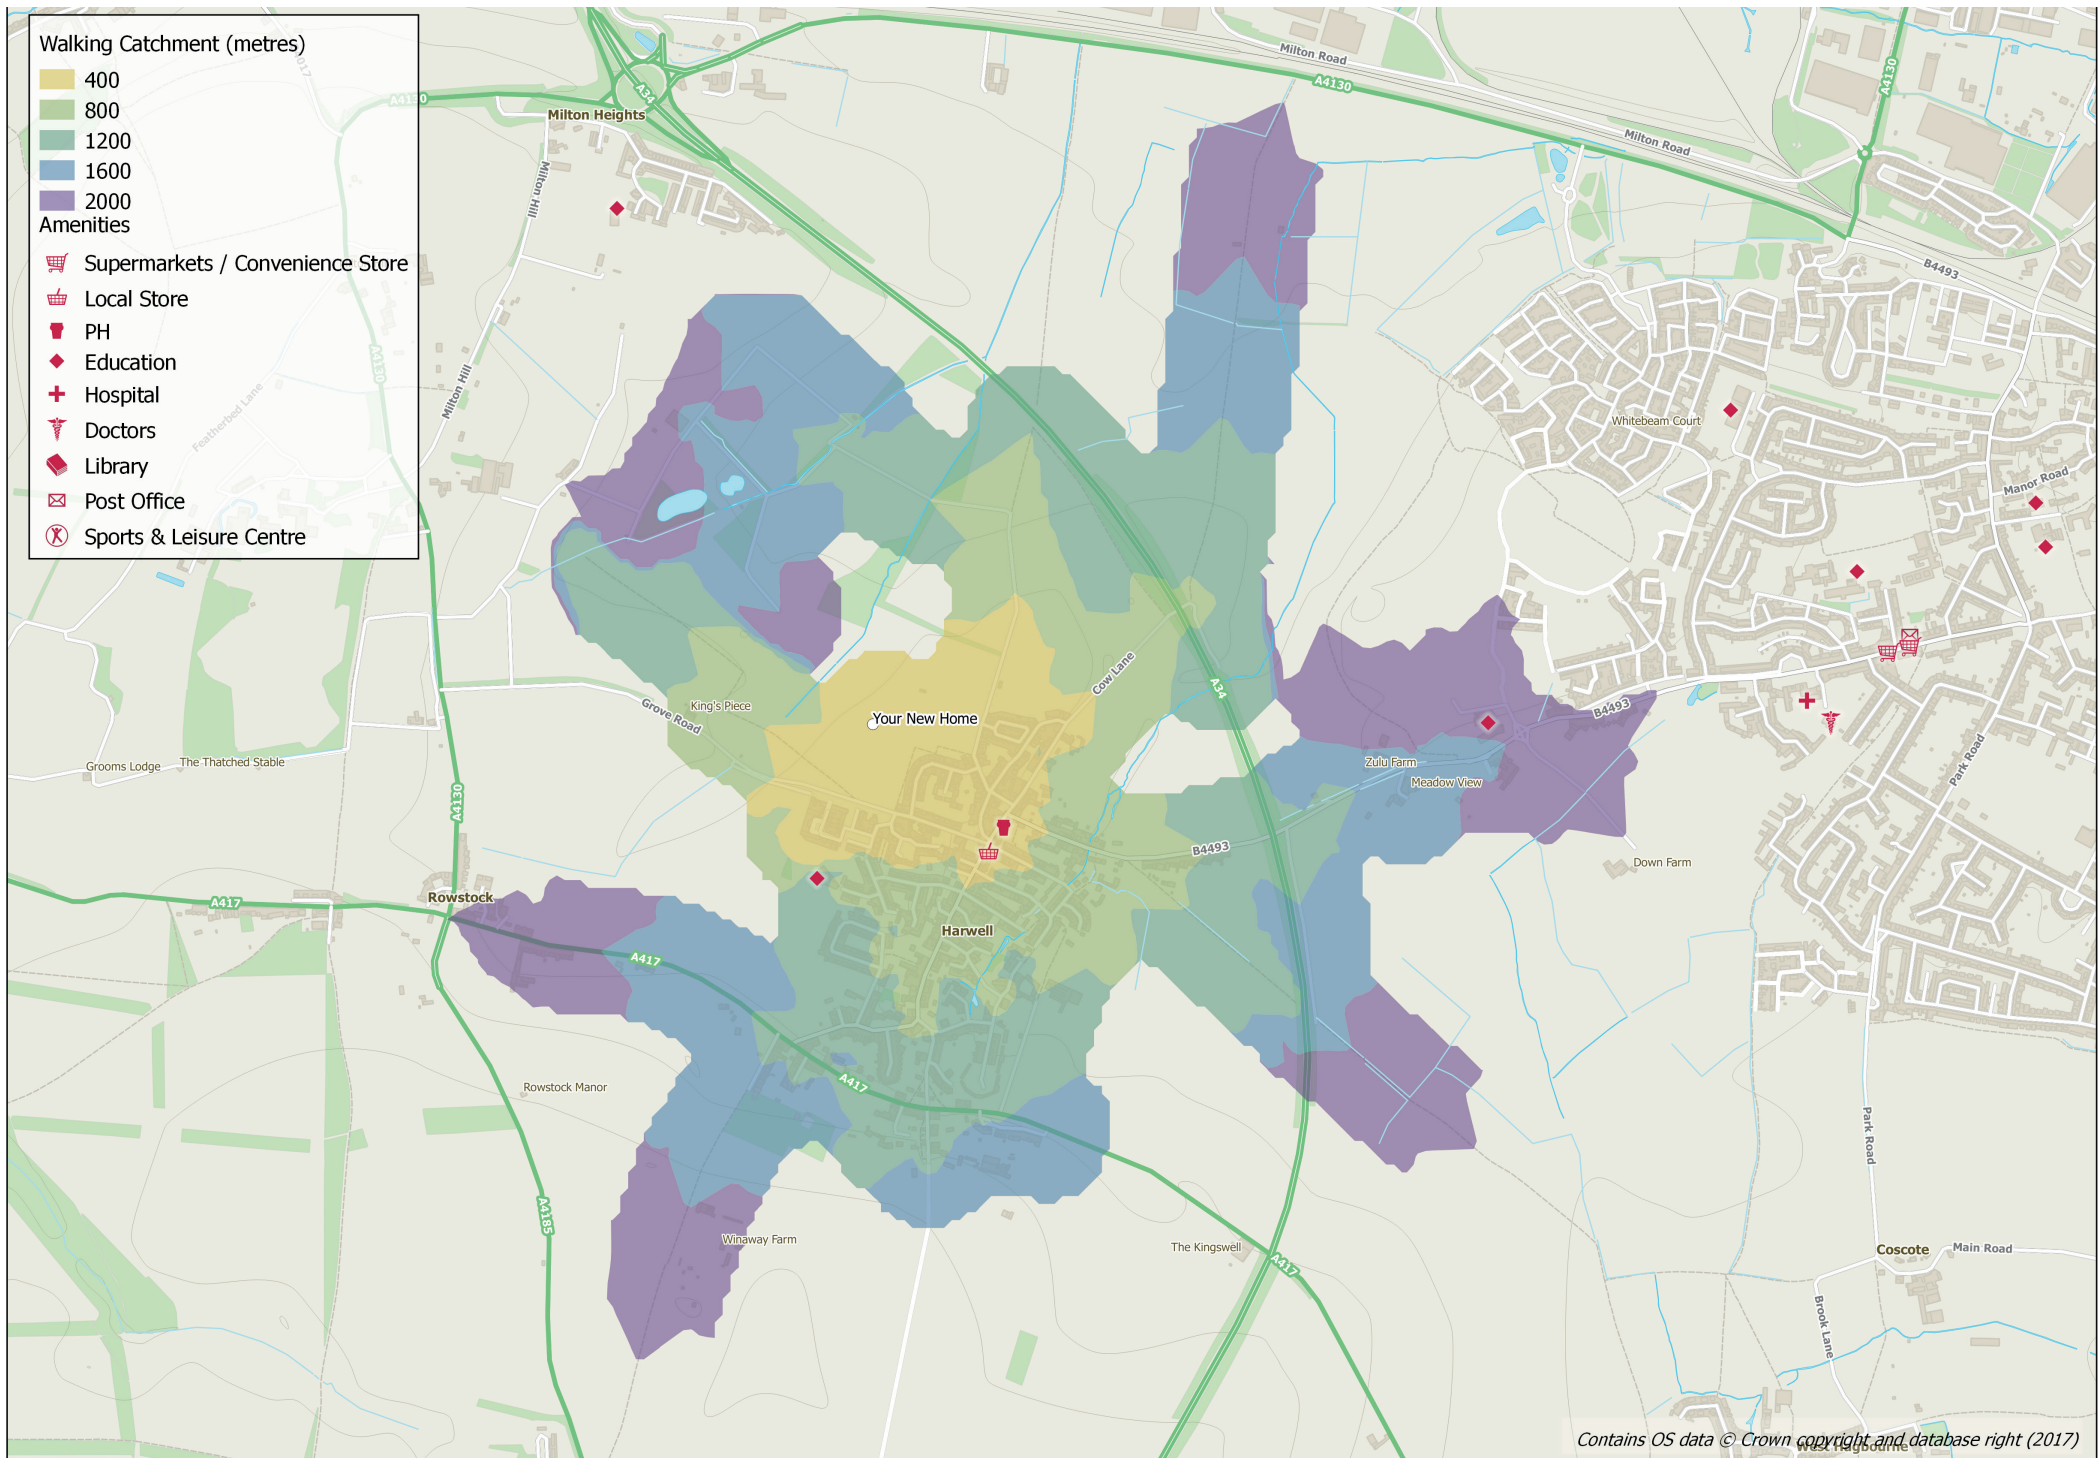 Walking Catchment (metres)
400
800
1200
1600
2000
Amenities
Supermarkets / Convenience Store
Local Store
PH
Education
Hospital
Doctors
Library
Post Office
Sports & Leisure Centre
A4130
A34
Milton Heights
Milton Hill
Milton Road
A4130
Milton Road
A4130
B4493
A4130
Milton Hill
Featherbed Lane
Whitebeam Court
Manor Road
Cow Lane
A34
King's Piece
Grove Road
Your New Home
B4493
Grooms Lodge
The Thatched Stable
Zulu Farm
Meadow View
Park Road
A4130
B4493
Down Farm
Rowstock
A417
Harwell
A417
Rowstock Manor
A417
Park Road
A4185
Winaway Farm
The Kingswell
A417
Coscote
Main Road
Brook Lane
West Hagbourne
Contains OS data © Crown copyright and database right (2017)